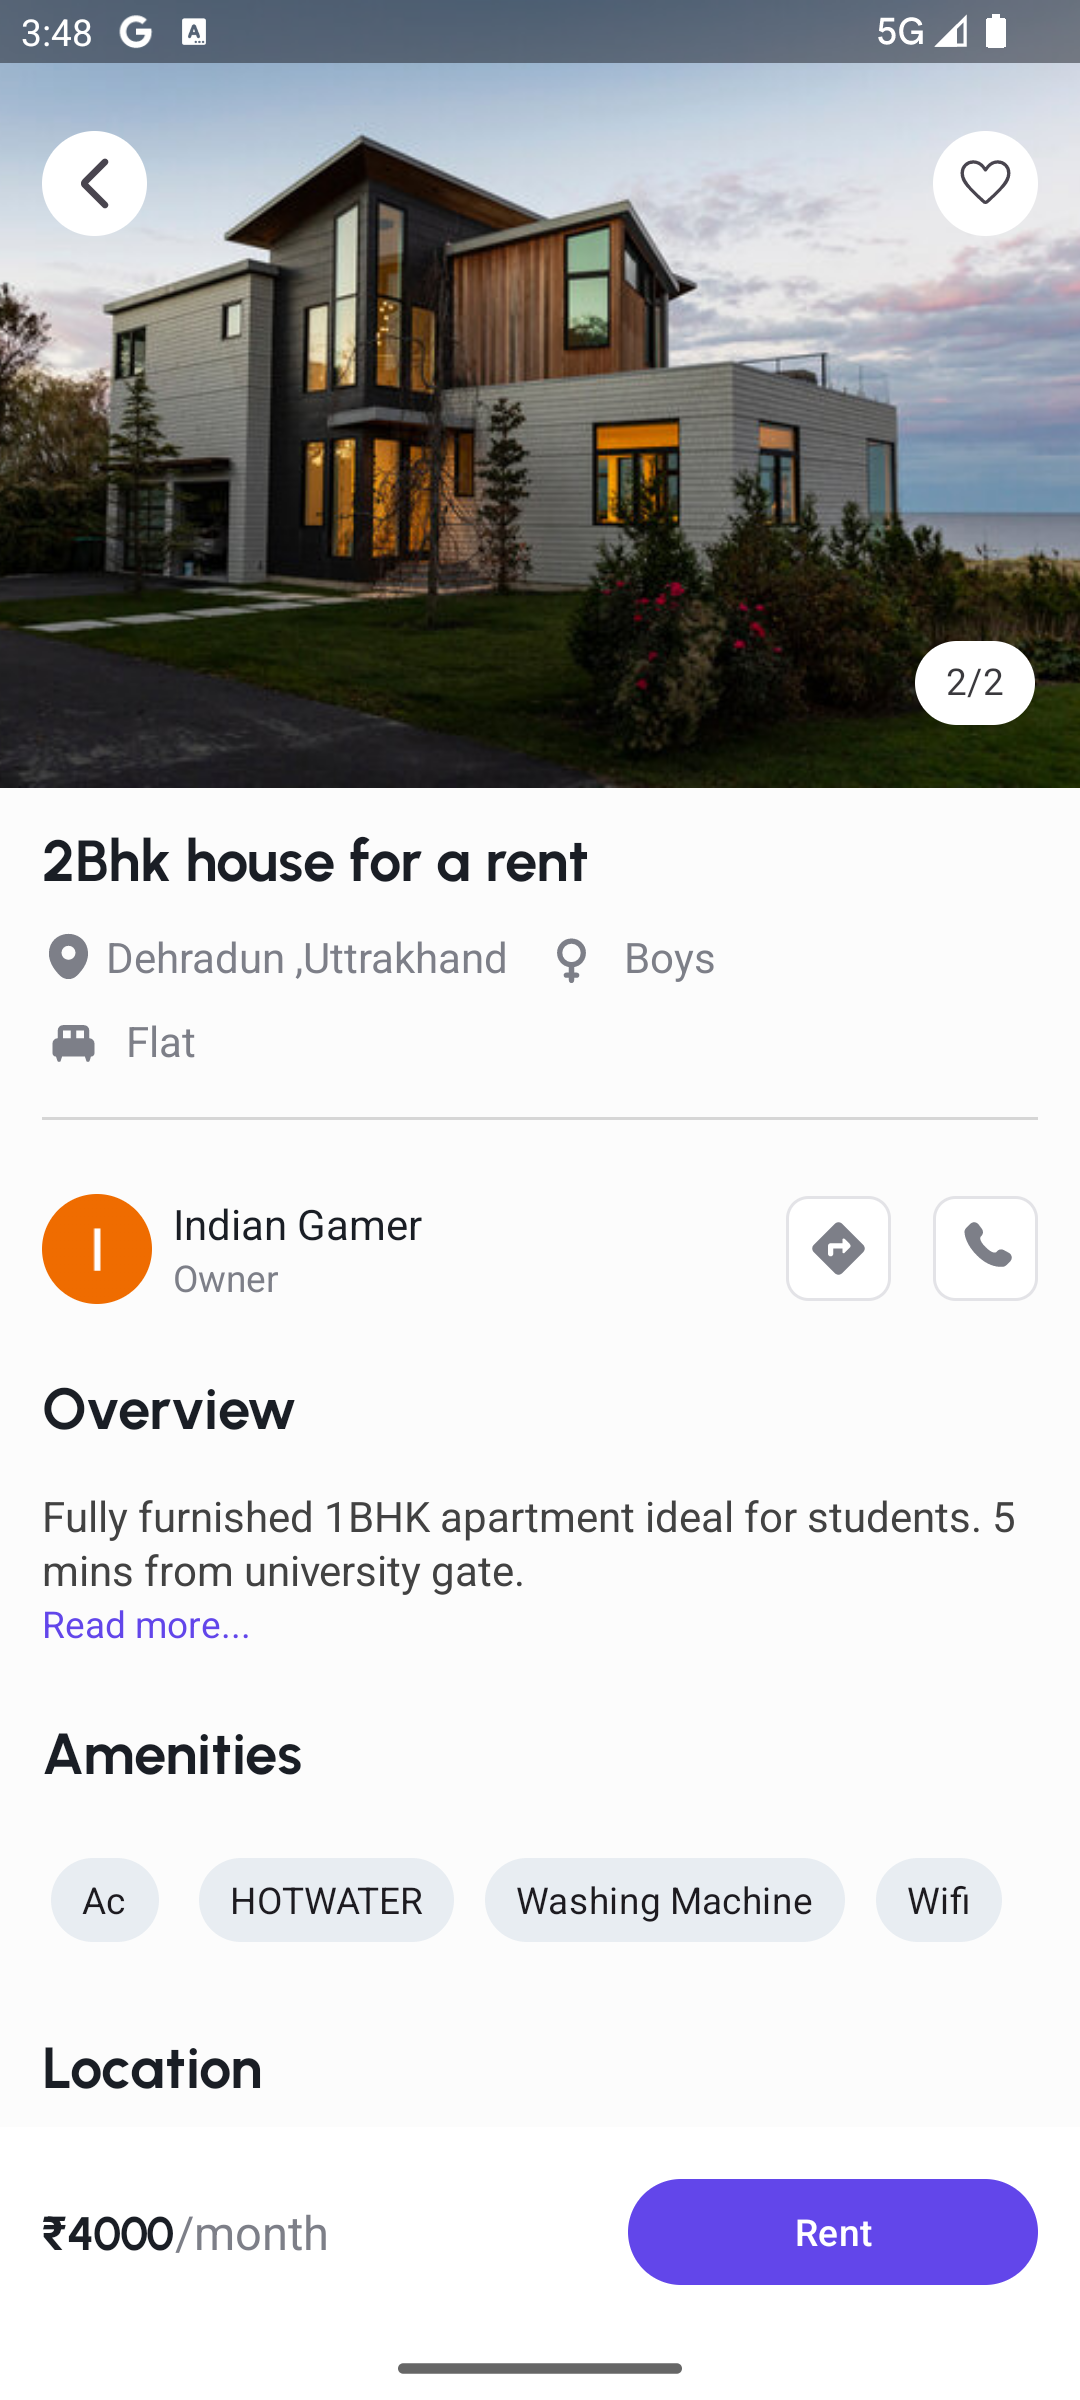 3:48 5G
2/2
2Bhk house for a rent
Dehradun ,Uttrakhand Boys
Flat
I
Indian Gamer
Owner
Overview
Fully furnished 1BHK apartment ideal for students. 5
mins from university gate.
Read more...
Amenities
Ac HOTWATER Washing Machine Wifi
Location
₹4000/month Rent